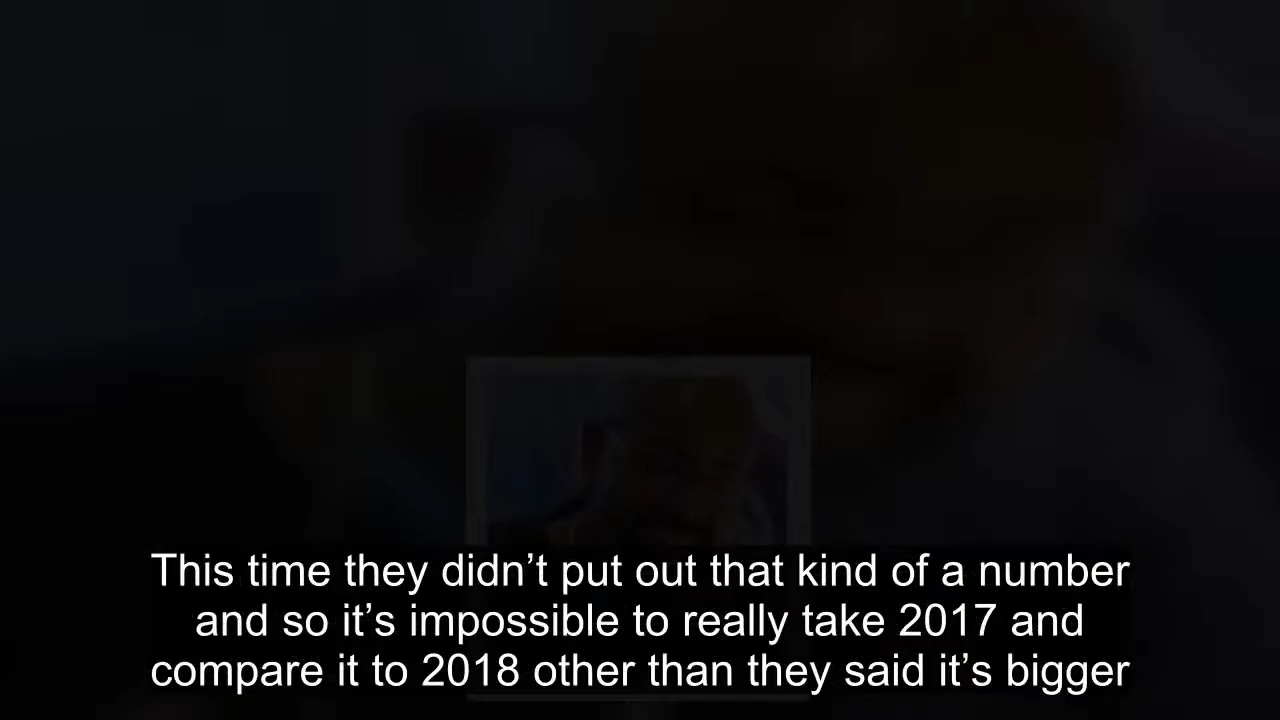 This time they didn’t put out that kind of a number
and so it’s impossible to really take 2017 and
compare it to 2018 other than they said it’s bigger